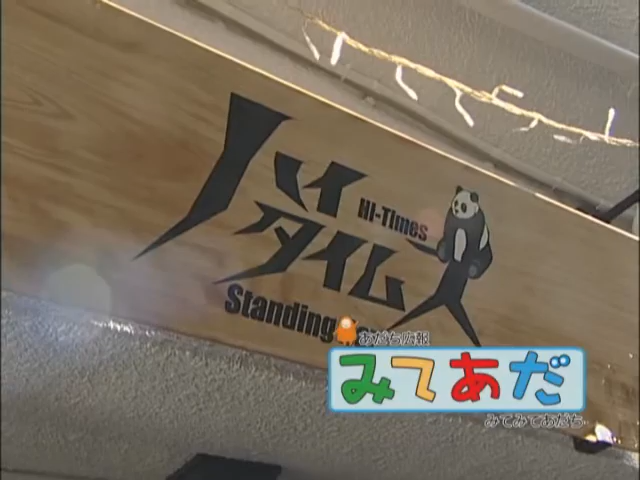 ハイ
Hi-Times
タイム
Standing
あだち広報
みてあだ
みてみてあだち